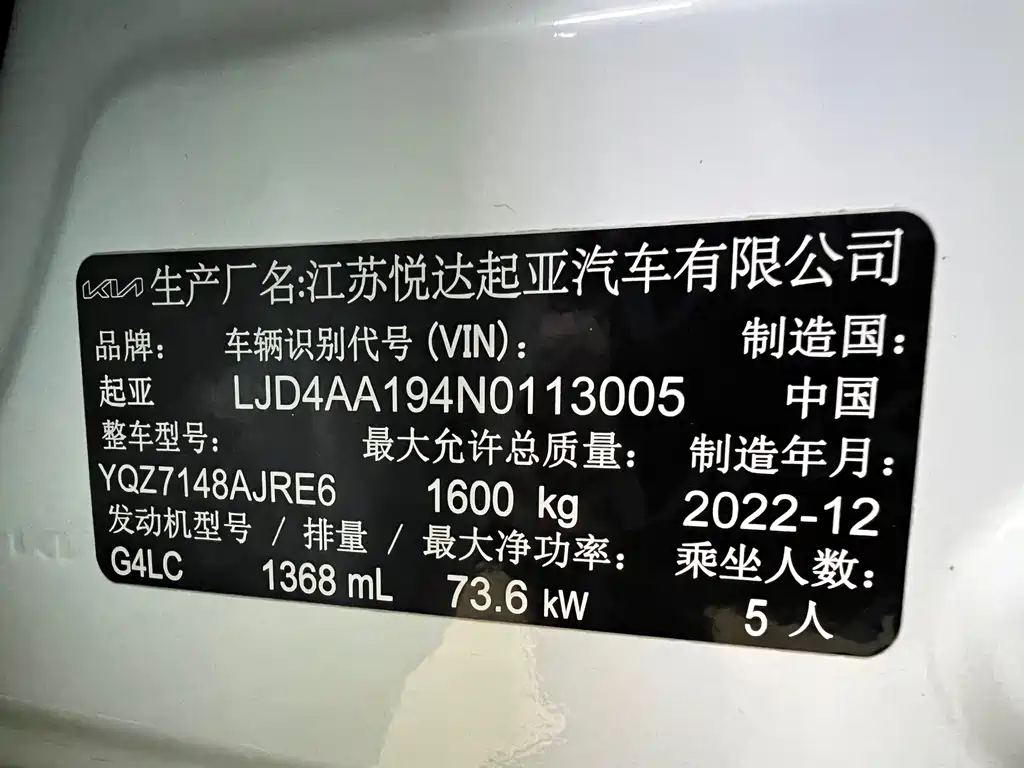 KIA 生产厂名:江苏悦达起亚汽车有限公司
品牌: 车辆识别代号 (VIN): 制造国:
起亚 LJD4AA194N0113005 中国
整车型号: 最大允许总质量: 制造年月:
YQZ7148AJRE6 1600 kg 2022-12
发动机型号 / 排量 / 最大净功率: 乘坐人数:
G4LC 1368 mL 73.6 kW 5 人